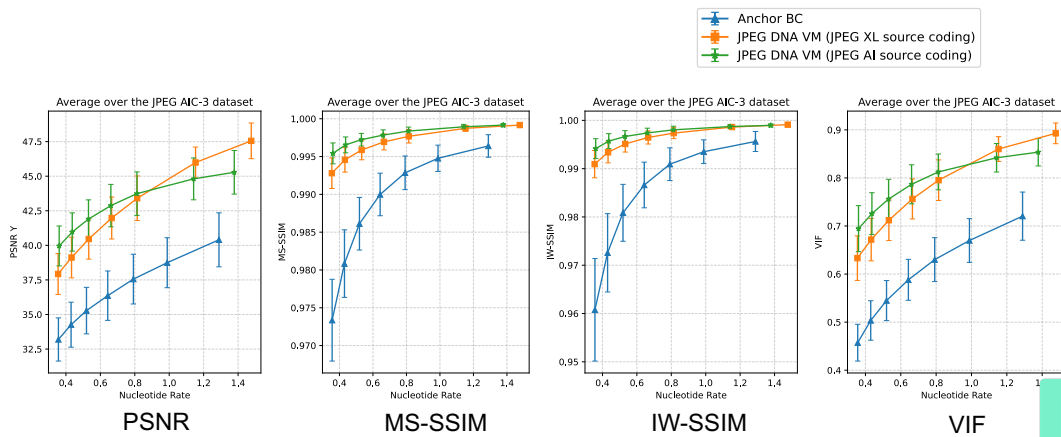 Anchor BC
JPEG DNA VM (JPEG XL source coding)
JPEG DNA VM (JPEG AI source coding)
Average over the JPEG AIC-3 dataset
47.5
45.0
42.5
40.0
37.5
35.0
32.5
PSNR Y
0,4 0,6 0,8 1,0 1,2 1,4
Nucleotide Rate
PSNR
Average over the JPEG AIC-3 dataset
1,000
0,995
0,990
0,985
0,980
0,975
0,970
MS-SSIM
0,4 0,6 0,8 1,0 1,2 1,4
Nucleotide Rate
MS-SSIM
Average over the JPEG AIC-3 dataset
1.00
0.99
0,98
0,97
0,96
0,95
IW-SSIM
0,4 0,6 0,8 1,0 1,2 1,4
Nucleotide Rate
IW-SSIM
Average over the JPEG AIC-3 dataset
0,9
0,8
0,7
0,6
0,5
0,4
VIF
0,4 0,6 0,8 1,0 1,2
Nucleotide Rate
VIF